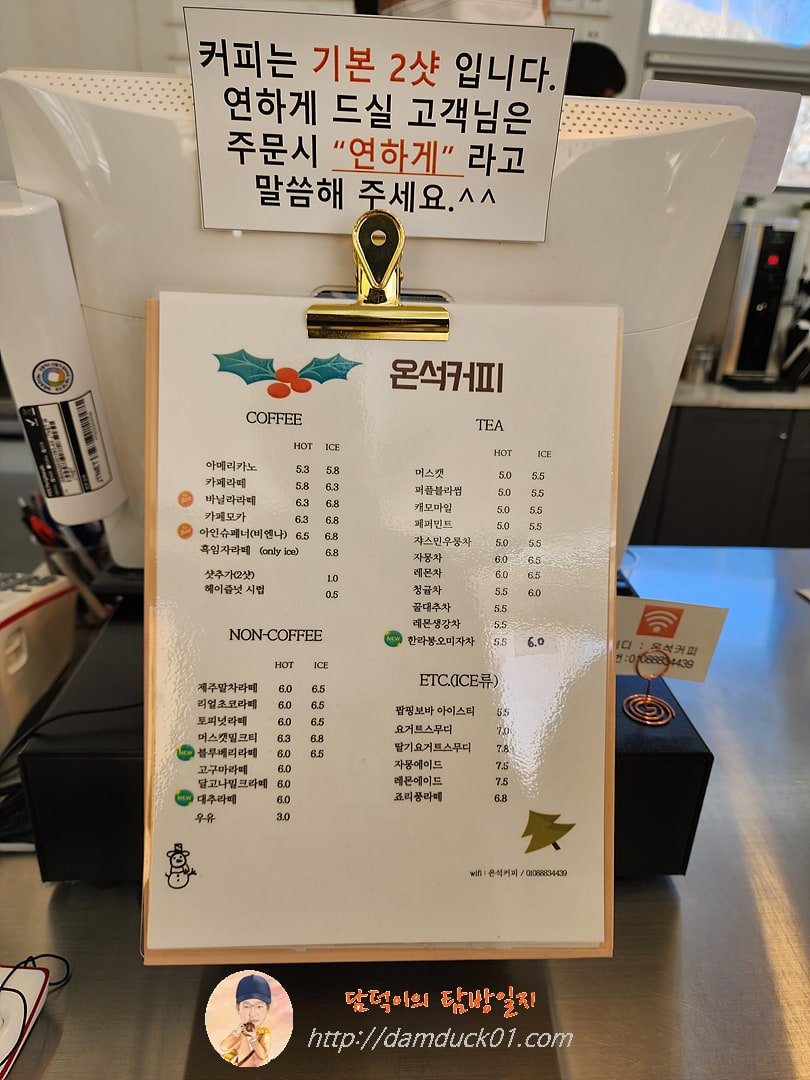 커피는 기본 2샷 입니다.
연하게 드실 고객님은
주문시 “연하게” 라고
말씀해 주세요.^^
온석커피
COFFEE
HOT ICE
아메리카노 5.3 5.8
카페라떼 5.8 6.3
바닐라라떼 6.3 6.8
카페모카 6.3 6.8
아인슈페너(비엔나) 6.5 6.8
흑임자라떼 (only ice) 6.8
샷추가(2샷) 1.0
헤이즐넛 시럽 0.5
NON-COFFEE
HOT ICE
제주말차라떼 6.0 6.5
리얼초코라떼 6.0 6.5
토피넛라떼 6.0 6.5
머스캣밀크티 6.3 6.8
NEW 블루베리라떼 6.0 6.5
고구마라떼 6.0
달고나밀크라떼 6.0
NEW 대추라떼 6.0
우유 3.0
TEA
HOT ICE
머스캣 5.0 5.5
퍼플블라썸 5.0 5.5
캐모마일 5.0 5.5
페퍼민트 5.0 5.5
쟈스민우롱차 5.0 5.5
자몽차 6.0 6.5
레몬차 6.0 6.5
청귤차 5.5 6.0
꿀대추차 5.5
레몬생강차 5.5
NEW 한라봉오미자차 5.5 6.0
ETC.(ICE류)
팝핑보바 아이스티 6.5
요거트스무디 7.0
딸기요거트스무디 7.8
자몽에이드 7.5
레몬에이드 7.5
죠리퐁라떼 6.8
wifi : 온석커피 / 01088834439
디 : 온석커피
번:01088834439
담덕이의 탐방일지
http://damduck01.com